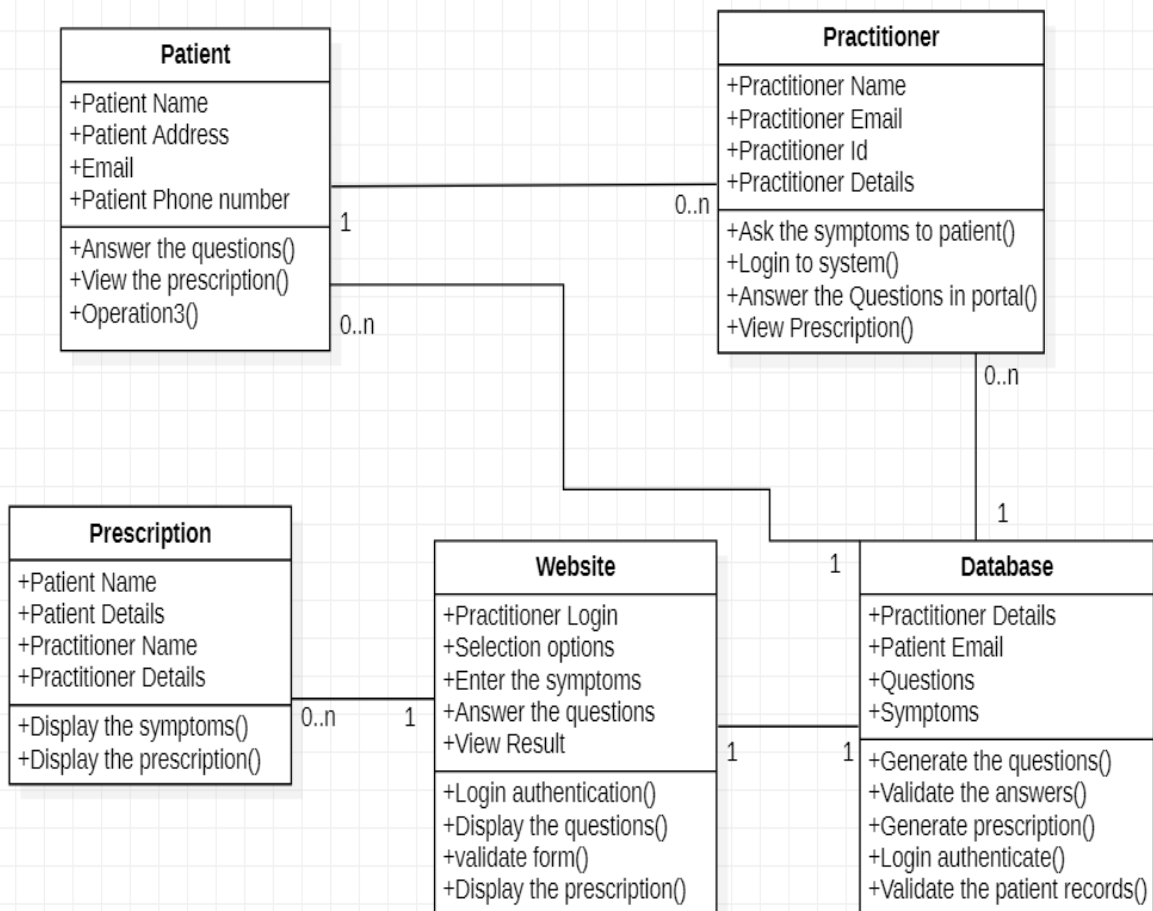 Patient
+Patient Name
+Patient Address
+Email
+Patient Phone number
+Answer the questions()
+View the prescription()
+Operation3()
1
0..n
Practitioner
+Practitioner Name
+Practitioner Email
+Practitioner Id
+Practitioner Details
+Ask the symptoms to patient()
+Login to system()
+Answer the Questions in portal()
+View Prescription()
0..n
0..n
1
Prescription
+Patient Name
+Patient Details
+Practitioner Name
+Practitioner Details
+Display the symptoms()
+Display the prescription()
0..n
1
Website
+Practitioner Login
+Selection options
+Enter the symptoms
+Answer the questions
+View Result
+Login authentication()
+Display the questions()
+validate form()
+Display the prescription()
1
1
1
Database
+Practitioner Details
+Patient Email
+Questions
+Symptoms
+Generate the questions()
+Validate the answers()
+Generate prescription()
+Login authenticate()
+Validate the patient records()